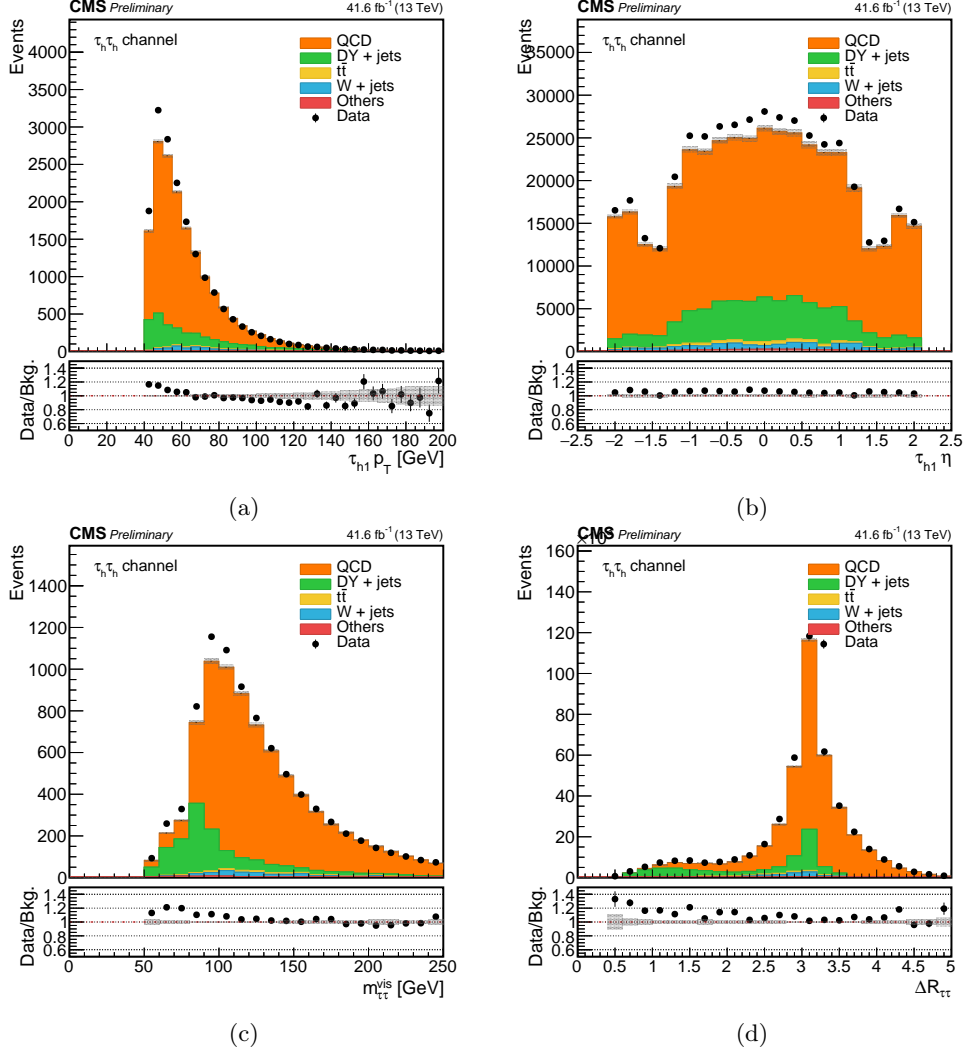 CMS Preliminary 41.6 fb⁻¹ (13 TeV)
Events
τhτh channel
QCD
DY + jets
tt̄
W + jets
Others
Data
4000
3500
3000
2500
2000
1500
1000
500
0
Data/Bkg.
1.4
1.2
1
0.8
0.6
0 20 40 60 80 100 120 140 160 180 200
τh1 pT [GeV]
(a)
CMS Preliminary 41.6 fb⁻¹ (13 TeV)
Events
τhτh channel
QCD
DY + jets
tt̄
W + jets
Others
Data
35000
30000
25000
20000
15000
10000
5000
0
Data/Bkg.
1.4
1.2
1
0.8
0.6
−2.5 −2 −1.5 −1 −0.5 0 0.5 1 1.5 2 2.5
τh1 η
(b)
CMS Preliminary 41.6 fb⁻¹ (13 TeV)
Events
τhτh channel
QCD
DY + jets
tt̄
W + jets
Others
Data
1400
1200
1000
800
600
400
200
0
Data/Bkg.
1.4
1.2
1
0.8
0.6
0 50 100 150 200 250
mττvis [GeV]
(c)
CMS Preliminary 41.6 fb⁻¹ (13 TeV)
Events
τhτh channel
QCD
DY + jets
tt̄
W + jets
Others
Data
160
140
120
100
80
60
40
20
0
Data/Bkg.
1.4
1.2
1
0.8
0.6
0 0.5 1 1.5 2 2.5 3 3.5 4 4.5 5
ΔRττ
(d)